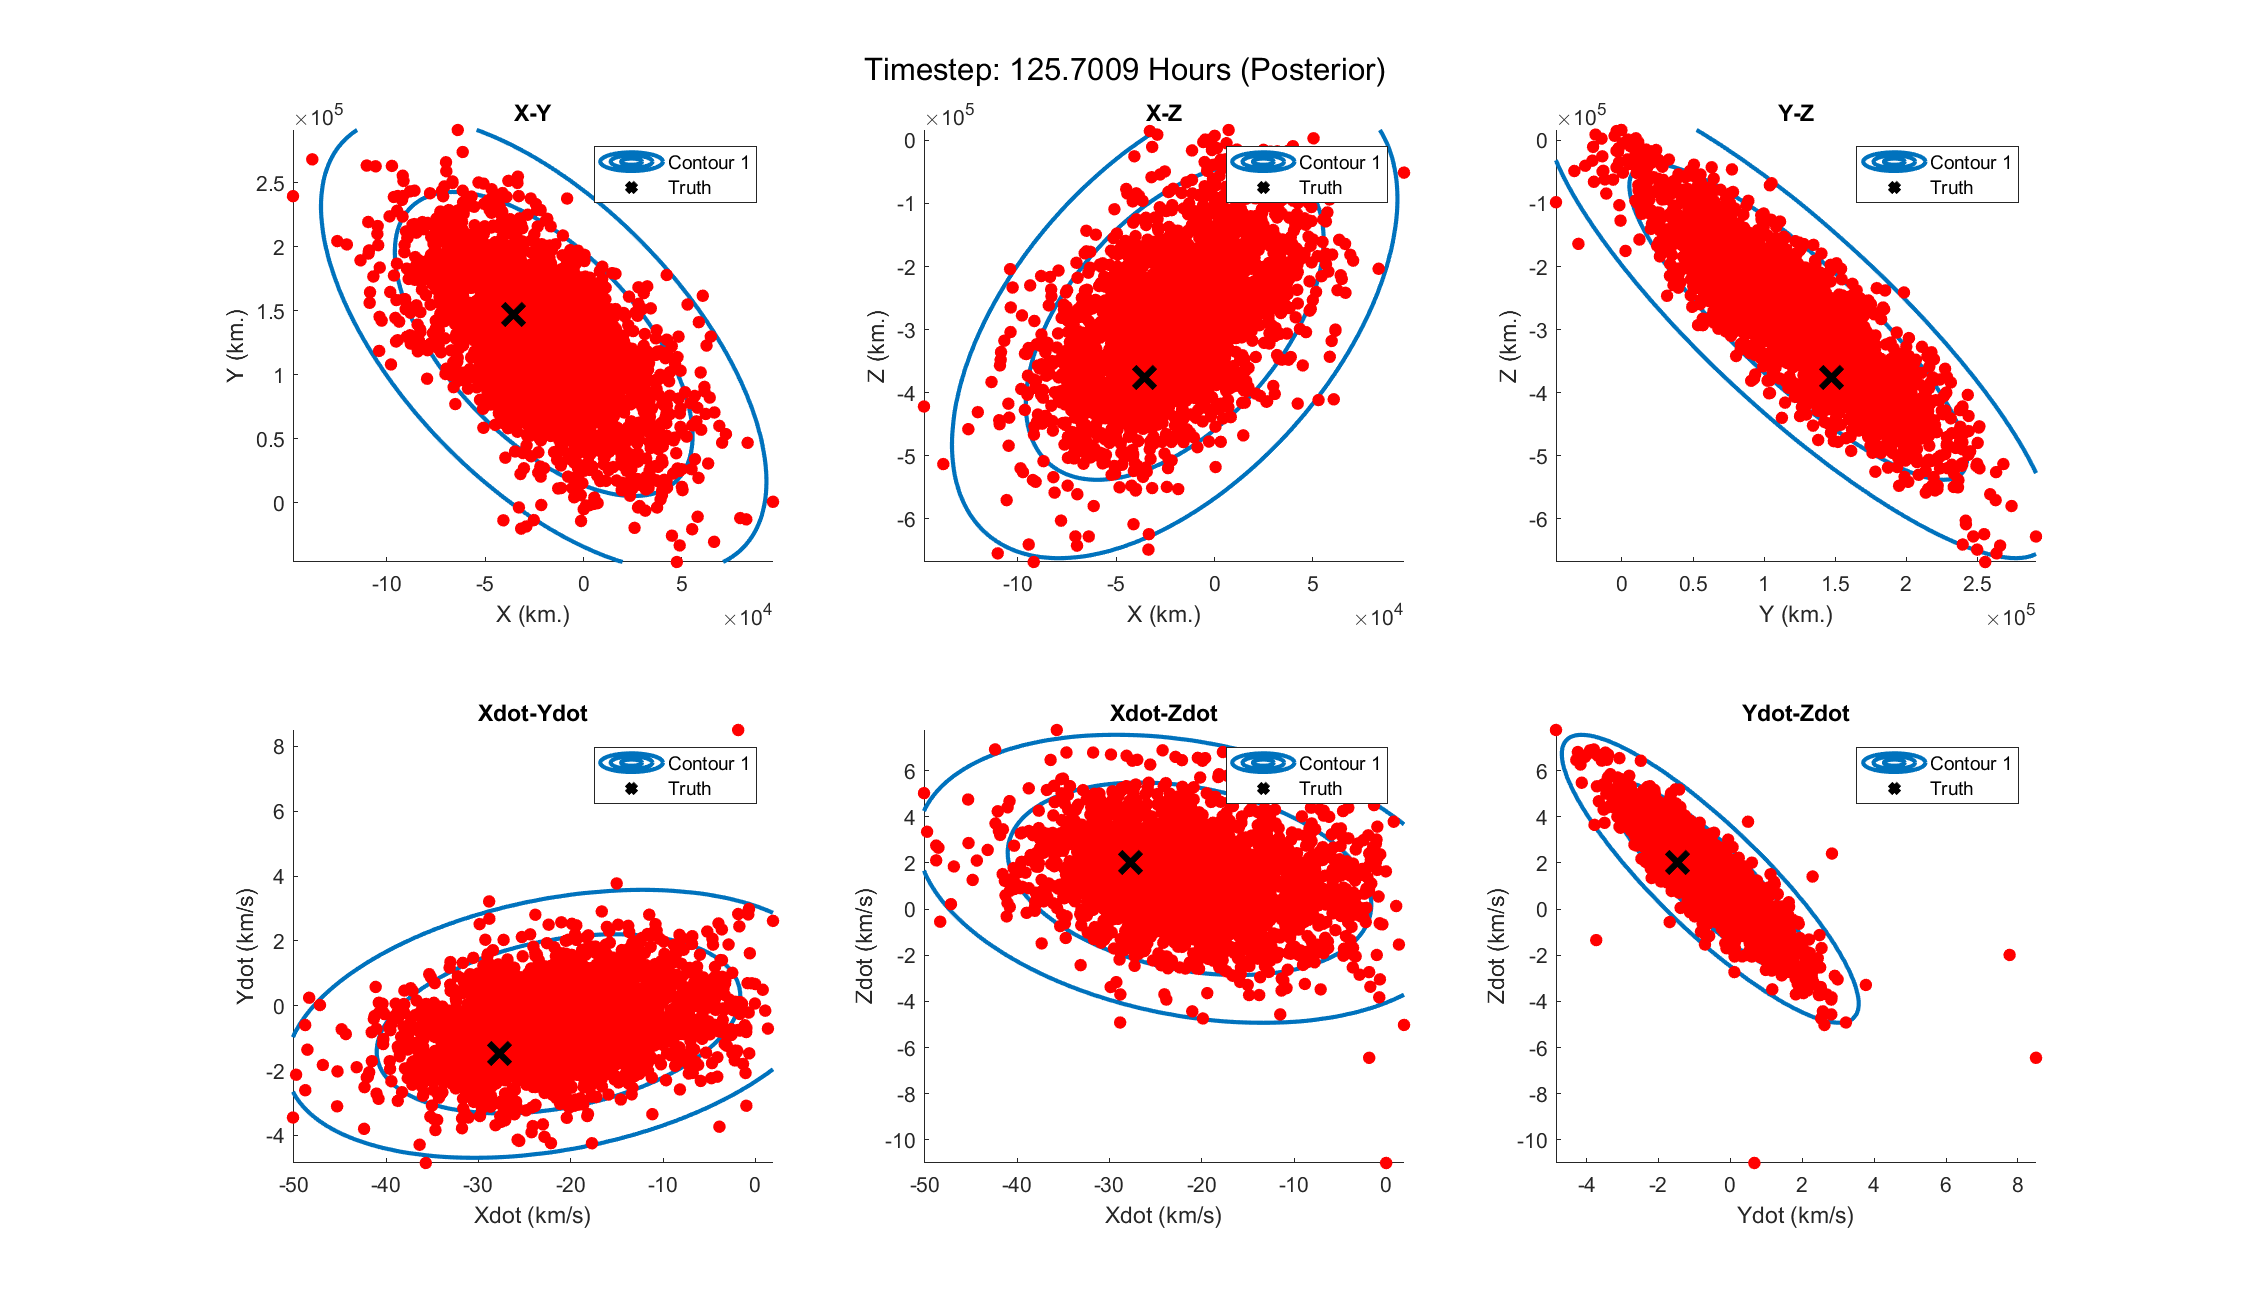 Timestep: 125.7009 Hours (Posterior)
X-Y
×10^5
2.5
2
1.5
1
0.5
0
Y (km.)
-10
-5
0
5
X (km.)
×10^4
Contour 1
Truth
X-Z
×10^5
0
-1
-2
-3
-4
-5
-6
Z (km.)
-10
-5
0
5
X (km.)
×10^4
Contour 1
Truth
Y-Z
×10^5
0
-1
-2
-3
-4
-5
-6
Z (km.)
0
0.5
1
1.5
2
2.5
Y (km.)
×10^5
Contour 1
Truth
Xdot-Ydot
8
6
4
2
0
-2
-4
Ydot (km/s)
-50
-40
-30
-20
-10
0
Xdot (km/s)
Contour 1
Truth
Xdot-Zdot
6
4
2
0
-2
-4
-6
-8
-10
Zdot (km/s)
-50
-40
-30
-20
-10
0
Xdot (km/s)
Contour 1
Truth
Ydot-Zdot
6
4
2
0
-2
-4
-6
-8
-10
Zdot (km/s)
-4
-2
0
2
4
6
8
Ydot (km/s)
Contour 1
Truth